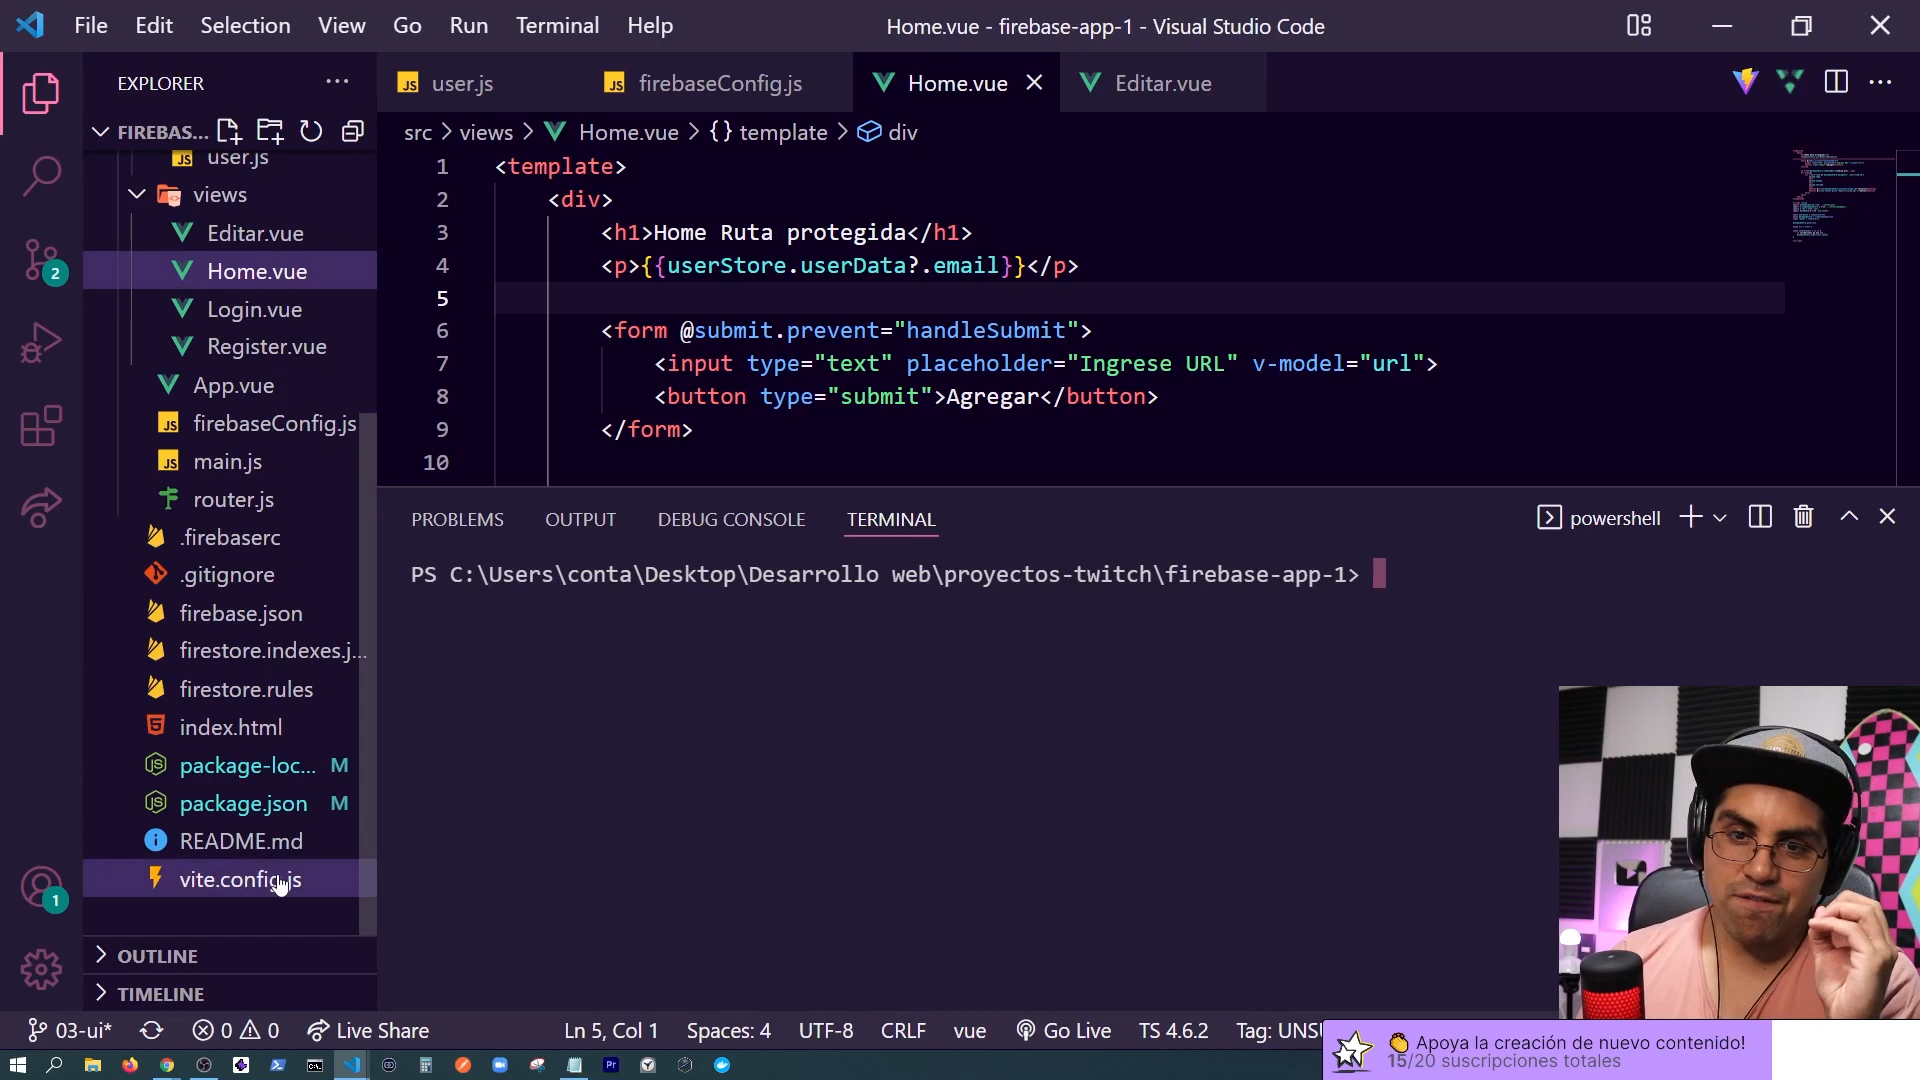 File Edit Selection View Go Run Terminal Help
Home.vue - firebase-app-1 - Visual Studio Code
EXPLORER
FIREBAS...
user.js
views
Editar.vue
Home.vue
Login.vue
Register.vue
App.vue
firebaseConfig.js
main.js
router.js
.firebaserc
.gitignore
firebase.json
firestore.indexes.j...
firestore.rules
index.html
package-loc... M
package.json M
README.md
vite.config.js
OUTLINE
TIMELINE
2
1
user.js
firebaseConfig.js
Home.vue
Editar.vue
src > views > Home.vue > {} template > div
1 <template>
2 <div>
3 <h1>Home Ruta protegida</h1>
4 <p>{{userStore.userData?.email}}</p>
5
6 <form @submit.prevent="handleSubmit">
7 <input type="text" placeholder="Ingrese URL" v-model="url">
8 <button type="submit">Agregar</button>
9 </form>
10
PROBLEMS OUTPUT DEBUG CONSOLE TERMINAL
powershell
PS C:\Users\conta\Desktop\Desarrollo web\proyectos-twitch\firebase-app-1>
03-ui* 0 0 Live Share
Ln 5, Col 1 Spaces: 4 UTF-8 CRLF vue Go Live TS 4.6.2 Tag: UNSU
👏 Apoya la creación de nuevo contenido!
15/20 suscripciones totales